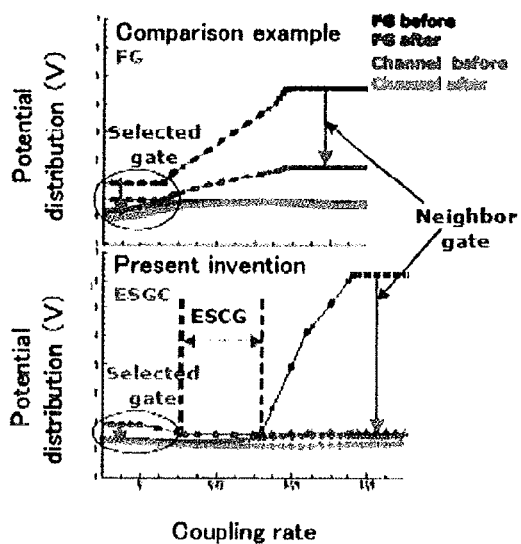 Comparison example
FG
FG before
FG after
Channel before
Channel after
Potential
distribution (V)
Selected
gate
Neighbor
gate
Present invention
ESGC
ESCG
Potential
distribution (V)
Selected
gate
Coupling rate